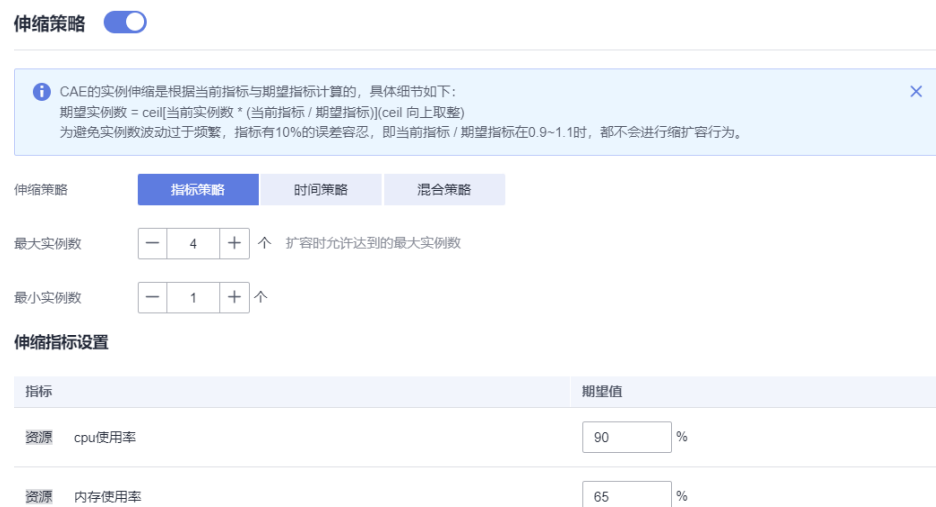 伸缩策略
CAE的实例伸缩是根据当前指标与期望指标计算的，具体细节如下：
期望实例数 = ceil[当前实例数 * (当前指标 / 期望指标)](ceil 向上取整)
为避免实例数波动过于频繁，指标有10%的误差容忍，即当前指标 / 期望指标在0.9~1.1时，都不会进行缩扩容行为。
伸缩策略 指标策略 时间策略 混合策略
最大实例数 — 4 + 个 扩容时允许达到的最大实例数
最小实例数 — 1 + 个
伸缩指标设置
指标 期望值
资源 cpu使用率 90 %
资源 内存使用率 65 %